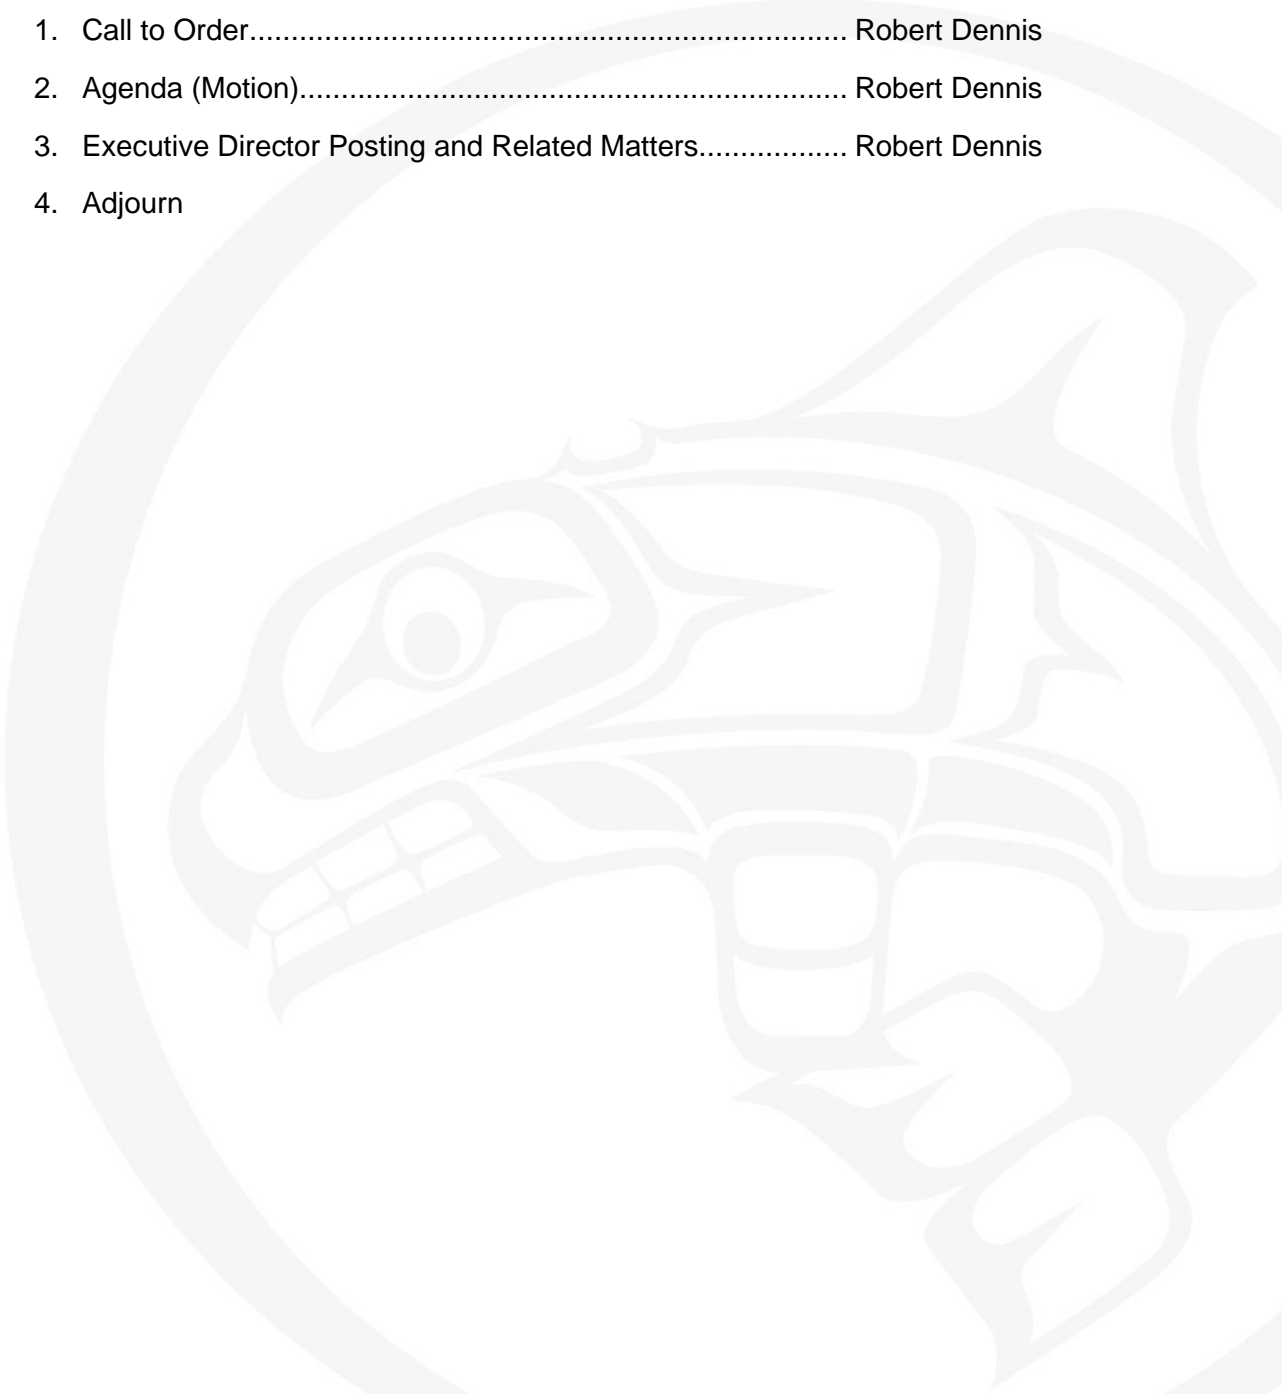 1. Call to Order........................................................................ Robert Dennis
2. Agenda (Motion).................................................................. Robert Dennis
3. Executive Director Posting and Related Matters.................. Robert Dennis
4. Adjourn